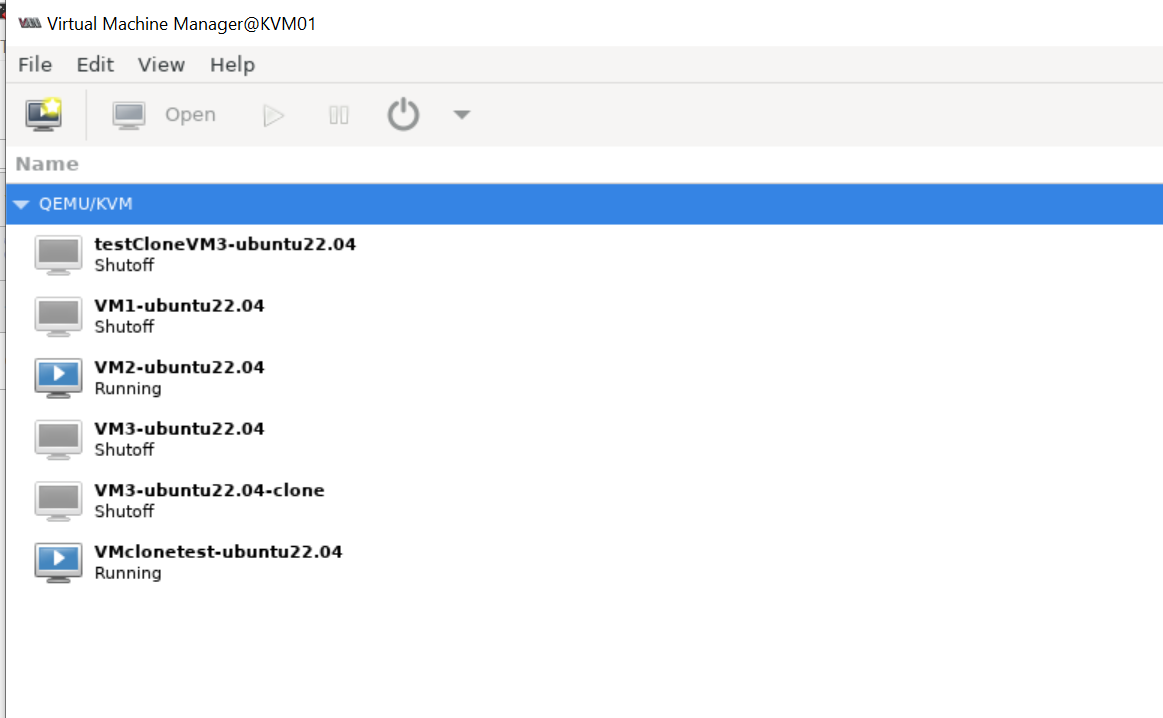 Virtual Machine Manager@KVM01
File Edit View Help
Open
Name
QEMU/KVM
testCloneVM3-ubuntu22.04
Shutoff
VM1-ubuntu22.04
Shutoff
VM2-ubuntu22.04
Running
VM3-ubuntu22.04
Shutoff
VM3-ubuntu22.04-clone
Shutoff
VMclonetest-ubuntu22.04
Running